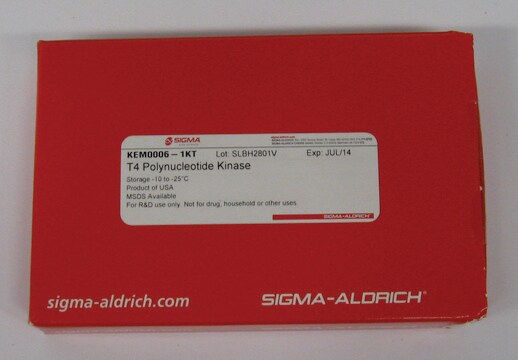 SIGMA
KEM0006-1KT Lot: SLBH2801V Exp: JUL/14
T4 Polynucleotide Kinase
Storage -10 to -25°C
Product of USA
MSDS Available
For R&D use only. Not for drug, household or other uses.
SIGMA-ALDRICH®
sigma-aldrich.com SIGMA-ALDRICH®